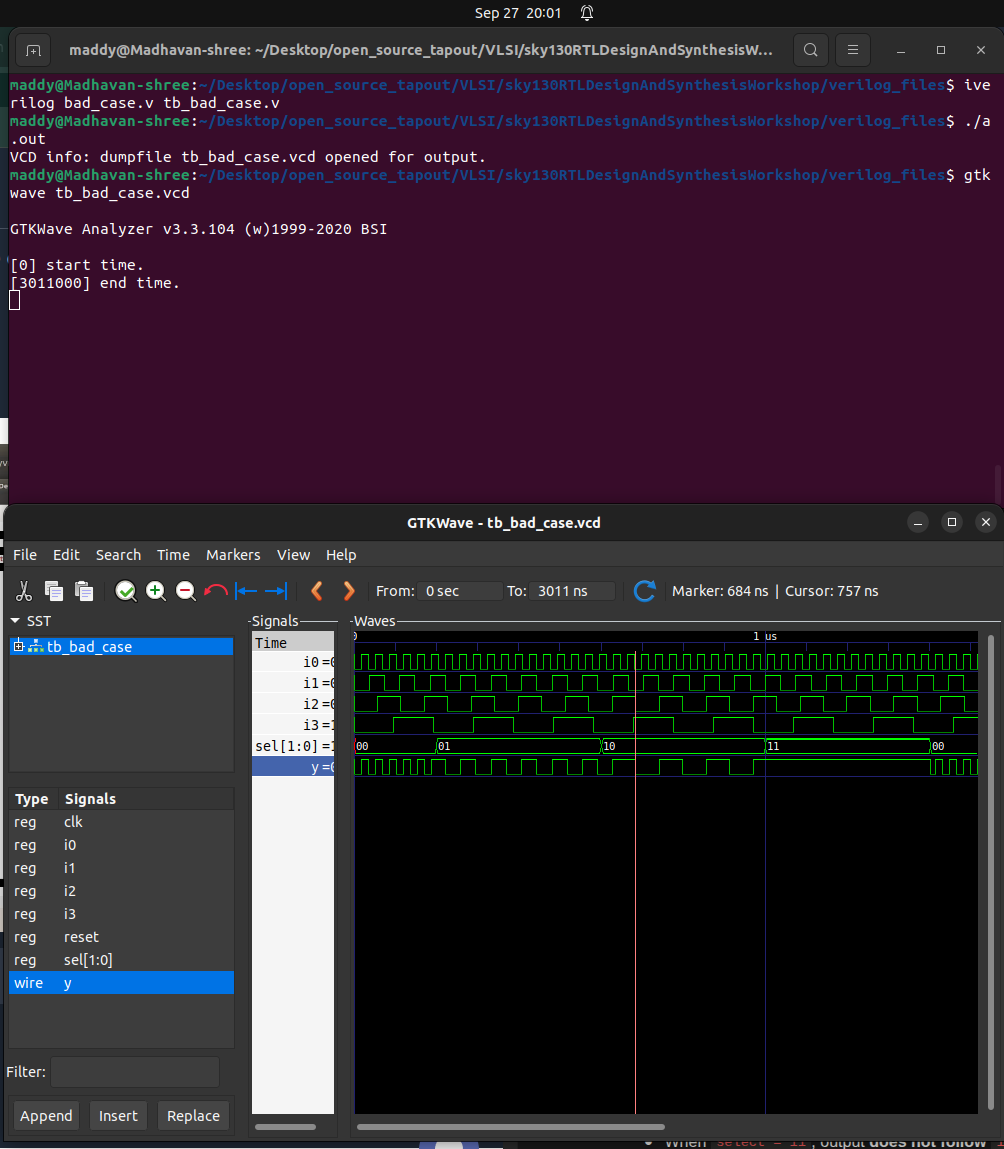 Sep 27 20:01
maddy@Madhavan-shree: ~/Desktop/open_source_tapout/VLSI/sky130RTLDesignAndSynthesisW...
maddy@Madhavan-shree:~/Desktop/open_source_tapout/VLSI/sky130RTLDesignAndSynthesisWorkshop/verilog_files$ ive
rilog bad_case.v tb_bad_case.v
maddy@Madhavan-shree:~/Desktop/open_source_tapout/VLSI/sky130RTLDesignAndSynthesisWorkshop/verilog_files$ ./a
.out
VCD info: dumpfile tb_bad_case.vcd opened for output.
maddy@Madhavan-shree:~/Desktop/open_source_tapout/VLSI/sky130RTLDesignAndSynthesisWorkshop/verilog_files$ gtk
wave tb_bad_case.vcd
GTKWave Analyzer v3.3.104 (w)1999-2020 BSI
[0] start time.
[3011000] end time.
GTKWave - tb_bad_case.vcd
File Edit Search Time Markers View Help
From: 0 sec To: 3011 ns Marker: 684 ns | Cursor: 757 ns
SST
tb_bad_case
Type Signals
reg clk
reg i0
reg i1
reg i2
reg i3
reg reset
reg sel[1:0]
wire y
Filter:
Append Insert Replace
Signals
Time
i0 =0
i1 =0
i2 =0
i3 =1
sel[1:0] =1
y =0
Waves
0 1 us
00 01 10 11 00
When select = 11, output does not follow